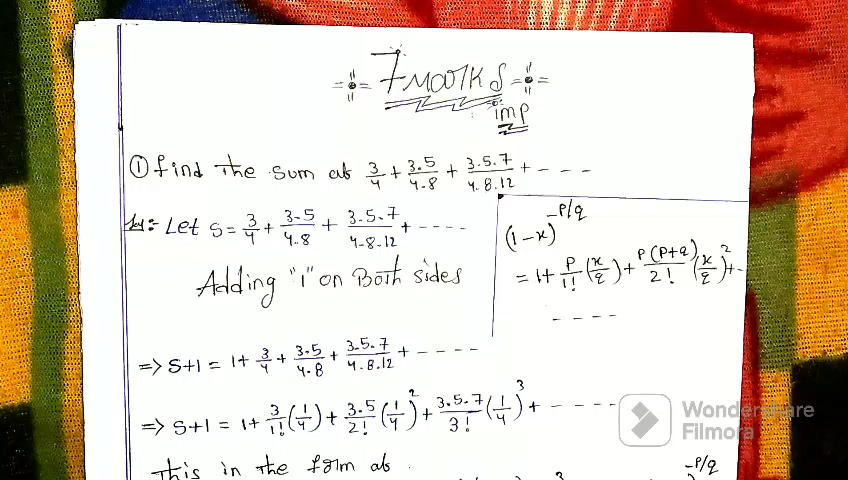 7 marks
imp
① find the sum of 3/4 + 3.5/4.8 + 3.5.7/4.8.12 + - - - -
Sol:- Let S = 3/4 + 3.5/4.8 + 3.5.7/4.8.12 + - - - -
Adding "1" on Both sides
(1-x)^-p/q
= 1 + p/1! (x/q) + p(p+q)/2! (x/q)^2 + - -
- - - -
=> S+1 = 1 + 3/4 + 3.5/4.8 + 3.5.7/4.8.12 + - - - -
=> S+1 = 1 + 3/1! (1/4) + 3.5/2! (1/4)^2 + 3.5.7/3! (1/4)^3 + - - - - -
Wondershare
Filmora
This in the form of
-p/q